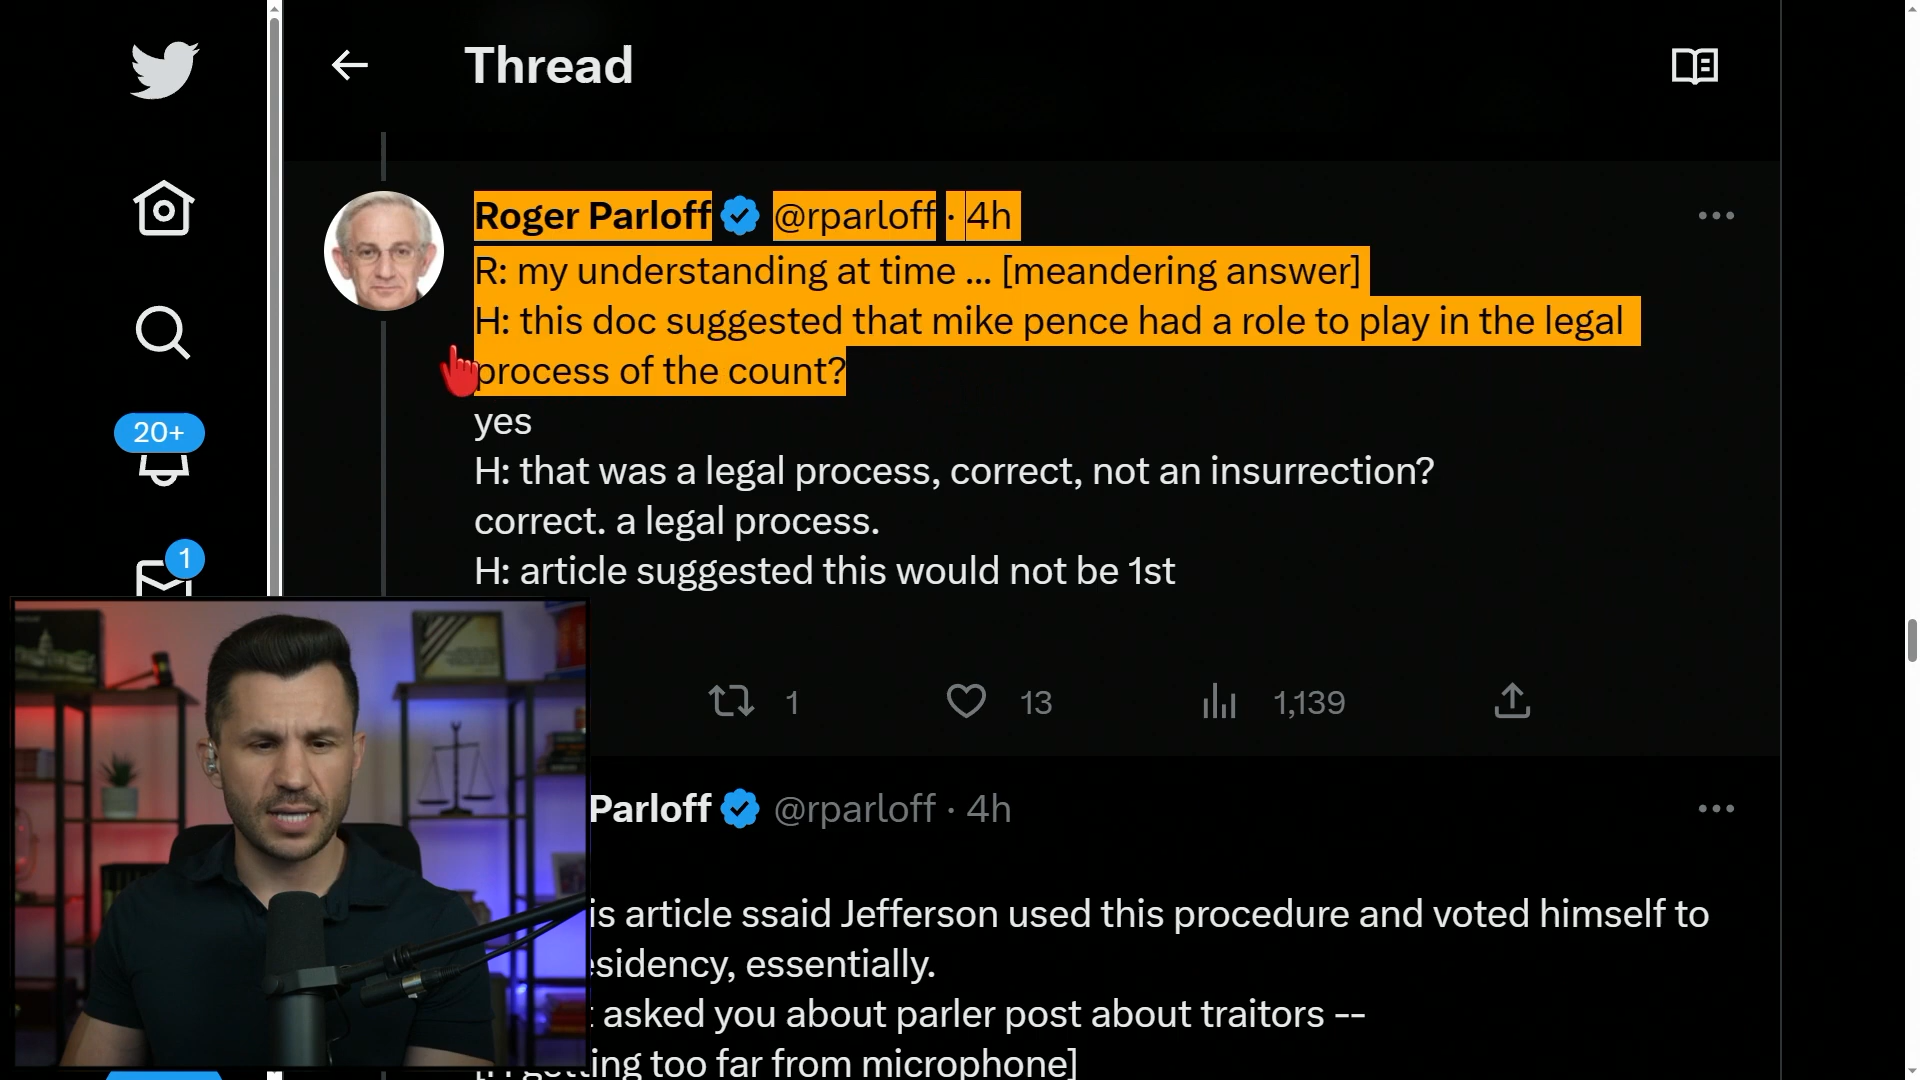 Thread
Roger Parloff @rparloff · 4h
R: my understanding at time ... [meandering answer]
H: this doc suggested that mike pence had a role to play in the legal
process of the count?
yes
H: that was a legal process, correct, not an insurrection?
correct. a legal process.
H: article suggested this would not be 1st
20+
1
1 13 1,139
Parloff @rparloff · 4h
is article ssaid Jefferson used this procedure and voted himself to
esidency, essentially.
asked you about parler post about traitors --
getting too far from microphone]